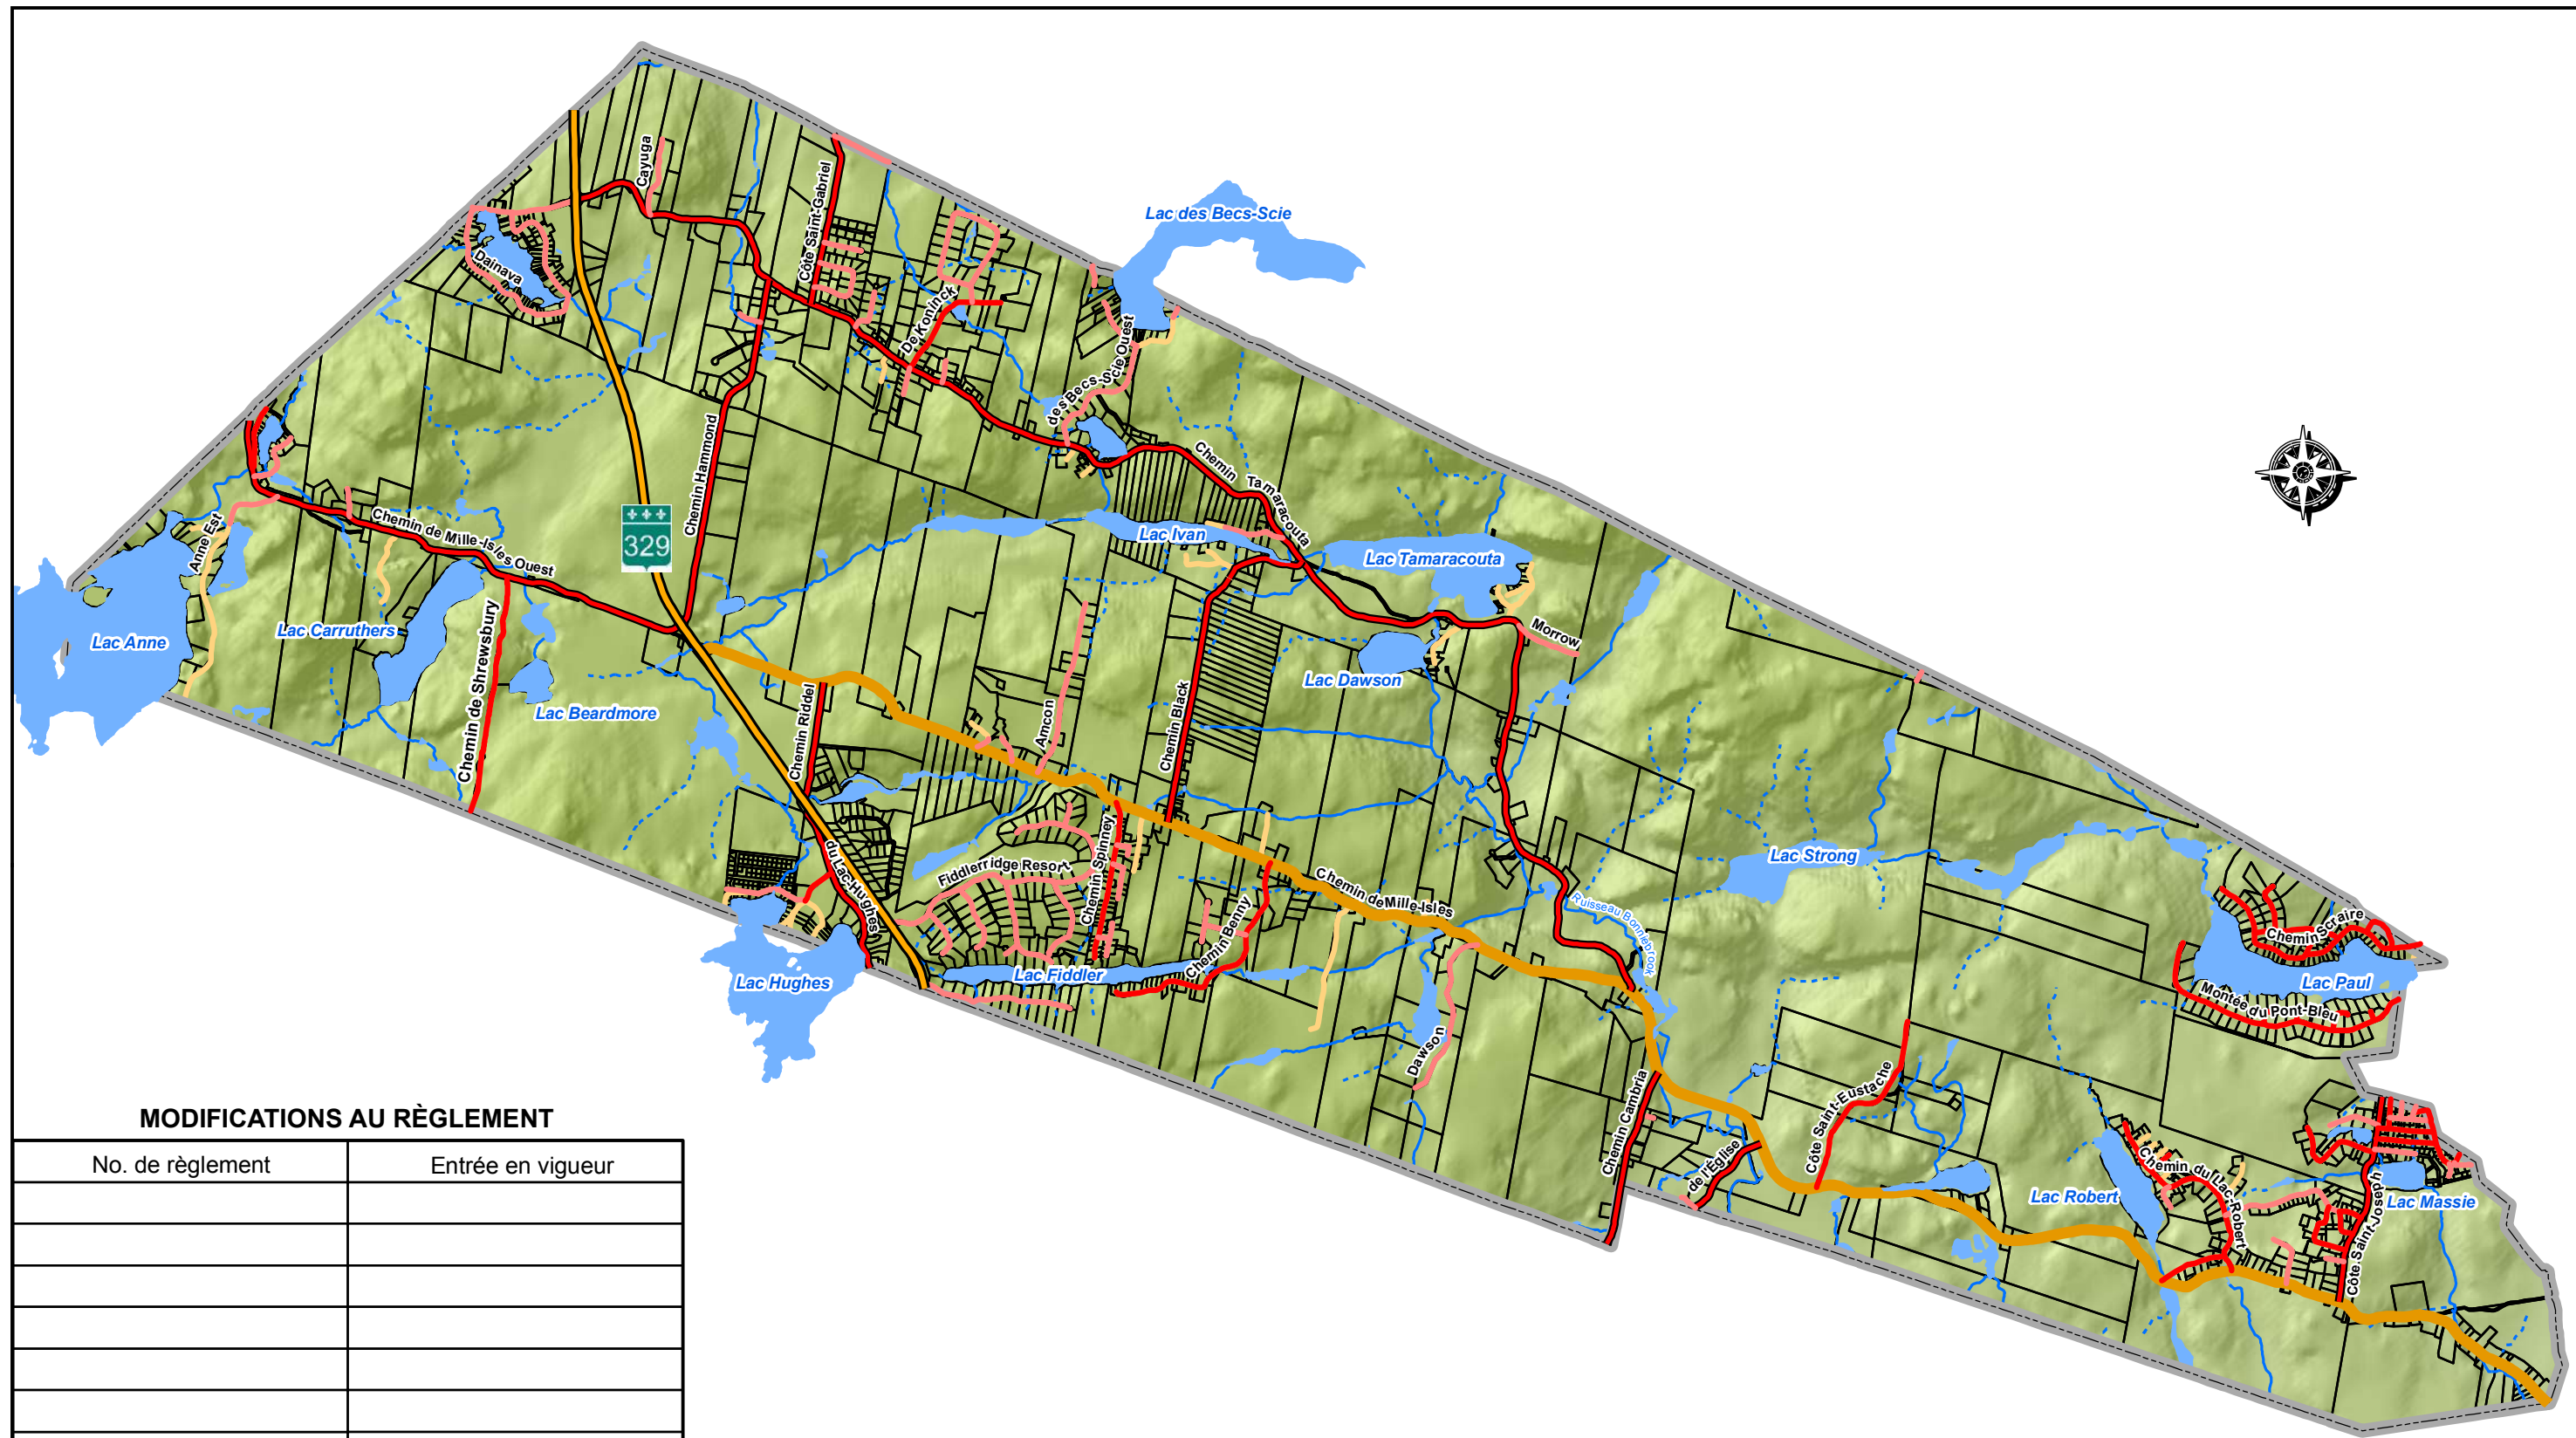 Cayuga
Côte Saint-Gabriel
Lac des Becs-Scie
Dainava
De Koninck
des Becs-Scie Ouest
Chemin Hammond
Chemin Tamaracouta
Anne Est
Chemin de Mille-Isles Ouest
329
Lac Ivan
Lac Tamaracouta
Lac Anne
Lac Carruthers
Chemin de Shrewsbury
Morrow
Lac Dawson
Lac Beardmore
Chemin Riddel
Amcon
Chemin Black
du Lac-Hughes
Fiddlerridge Resort
Chemin Spinney
Chemin Benny
Chemin de Mille-Isles
Lac Strong
Ruisseau Bonniebrook
Chemin Scraire
Lac Hughes
Lac Fiddler
Lac Paul
Montée du Pont-Bleu
Dawson
Chemin Cambria
de l'Église
Côte Saint-Eustache
Lac Robert
Chemin du Lac-Robert
Côte Saint-Joseph
Lac Massie
MODIFICATIONS AU RÈGLEMENT
No. de règlement
Entrée en vigueur